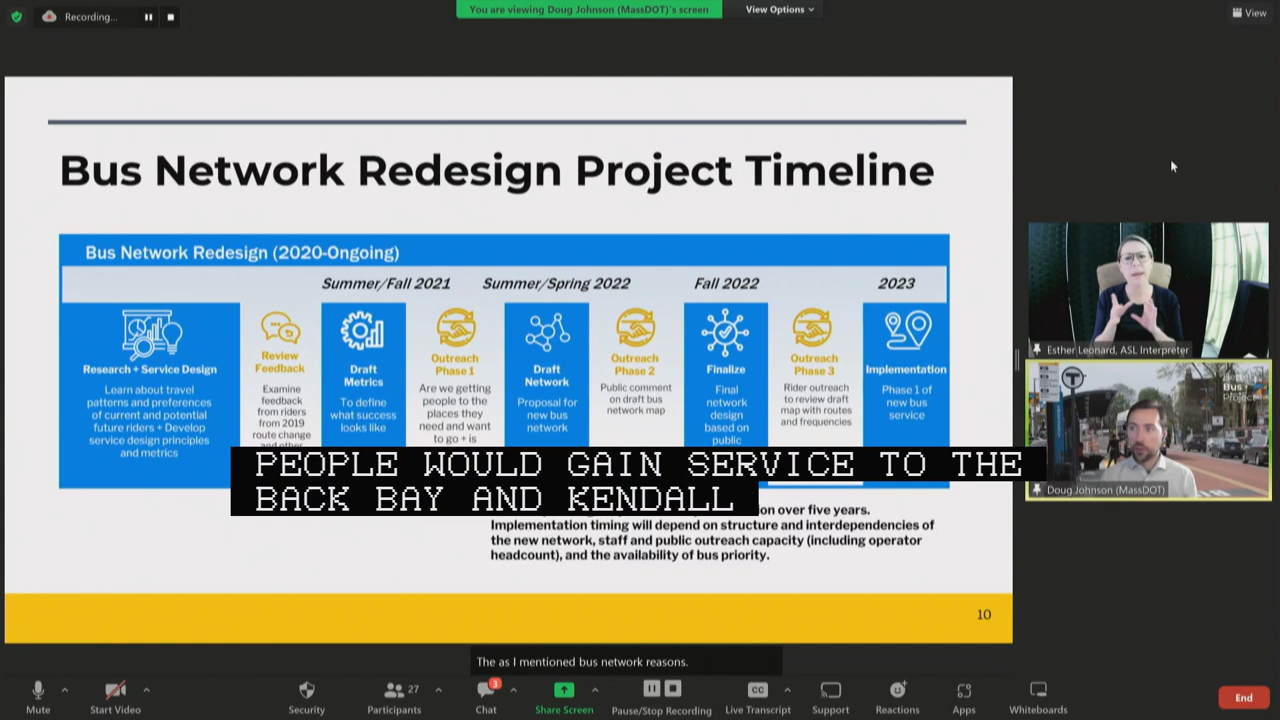 Recording...
You are viewing Doug Johnson (MassDOT)'s screen
View Options
View
Bus Network Redesign Project Timeline
Bus Network Redesign (2020-Ongoing)
Summer/Fall 2021
Summer/Spring 2022
Fall 2022
2023
Research + Service Design
Learn about travel
patterns and preferences
of current and potential
future riders + Develop
service design principles
and metrics
Review
Feedback
Examine
feedback
from riders
from 2019
route change
and other
Draft
Metrics
To define
what success
looks like
Outreach
Phase 1
Are we getting
people to the
places they
need and want
to go + is
Draft
Network
Proposal for
new bus
network
Outreach
Phase 2
Public comment
on draft bus
network map
Finalize
Final
network
design
based on
public
Outreach
Phase 3
Rider outreach
to review draft
map with routes
and frequencies
Implementation
Phase 1 of
new bus
service
PEOPLE WOULD GAIN SERVICE TO THE
BACK BAY AND KENDALL
on over five years.
Implementation timing will depend on structure and interdependencies of
the new network, staff and public outreach capacity (including operator
headcount), and the availability of bus priority.
10
Esther Leonard, ASL Interpreter
T
Bus
Project
Doug Johnson (MassDOT)
The as I mentioned bus network reasons.
Mute
Start Video
Security
27
Participants
3
Chat
Share Screen
Pause/Stop Recording
CC
Live Transcript
Support
Reactions
Apps
Whiteboards
End